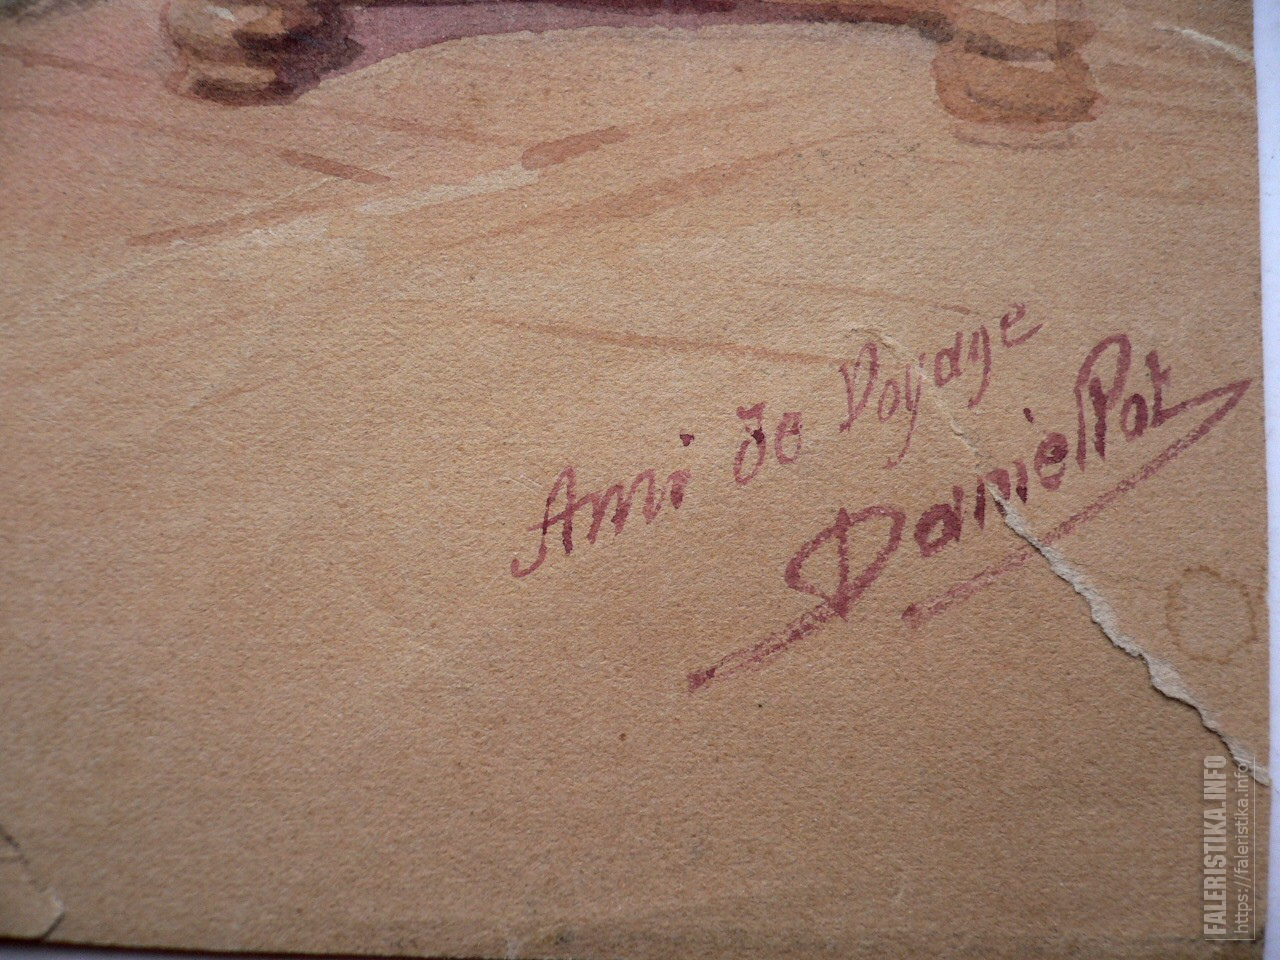 Ami de Voyage
Daniel Pat
FALERISTIKA.INFO
https://faleristika.info/